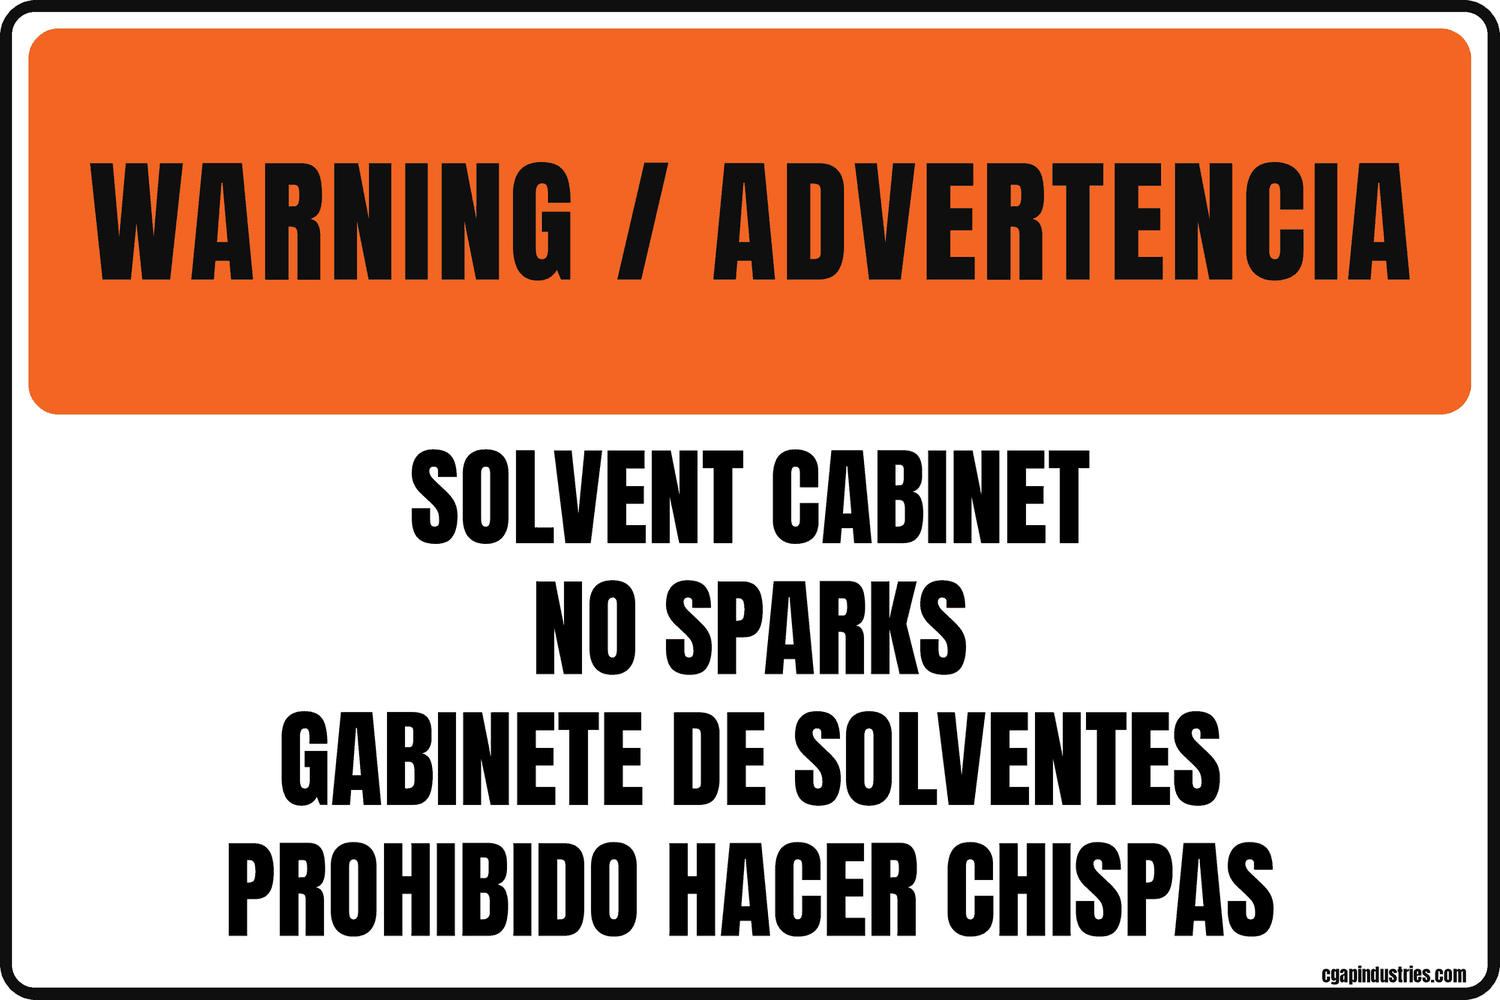 WARNING / ADVERTENCIA
SOLVENT CABINET
NO SPARKS
GABINETE DE SOLVENTES
PROHIBIDO HACER CHISPAS
cgapindustries.com